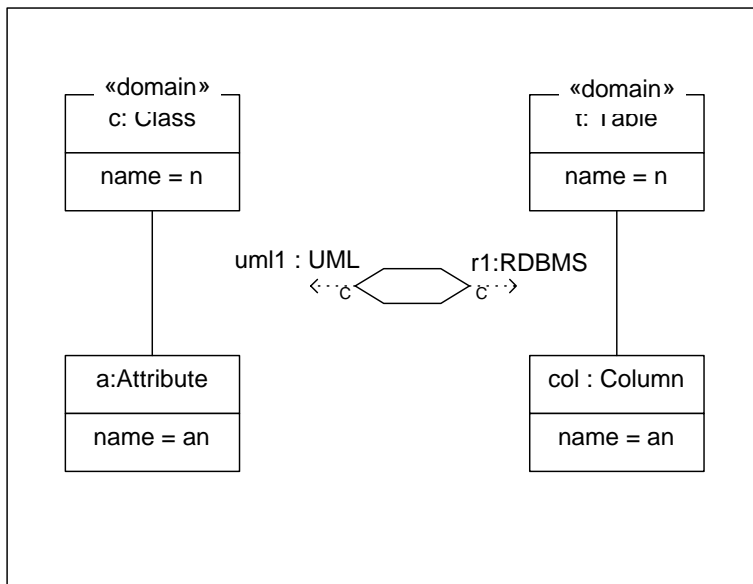 «domain»
c: Class
name = n
«domain»
t: Table
name = n
uml1 : UML
r1:RDBMS
C
C
a:Attribute
name = an
col : Column
name = an